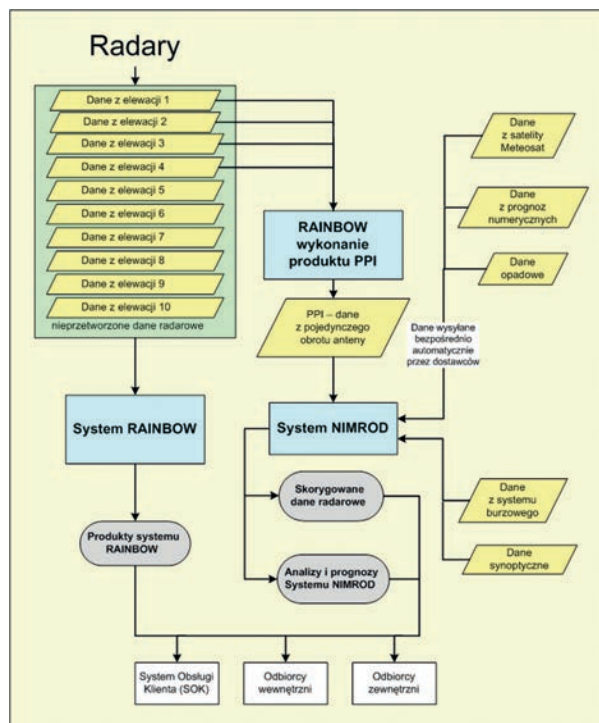 Radary
Dane z elewacji 1
Dane z elewacji 2
Dane z elewacji 3
Dane z elewacji 4
Dane z elewacji 5
Dane z elewacji 6
Dane z elewacji 7
Dane z elewacji 8
Dane z elewacji 9
Dane z elewacji 10
nieprzetworzone dane radarowe
RAINBOW
wykonanie
produktu PPI
PPI – dane
z pojedynczego
obrotu anteny
Dane
z satelity
Meteosat
Dane
z prognoz
numerycznych
Dane
opadowe
Dane wysyłane
bezpośrednio
automatycznie
przez dostawców
System RAINBOW
System NIMROD
Skorygowane
dane radarowe
Dane
z systemu
burzowego
Produkty systemu
RAINBOW
Analizy i prognozy
Systemu NIMROD
Dane
synoptyczne
System Obsługi
Klienta (SOK)
Odbiorcy
wewnętrzni
Odbiorcy
zewnętrzni